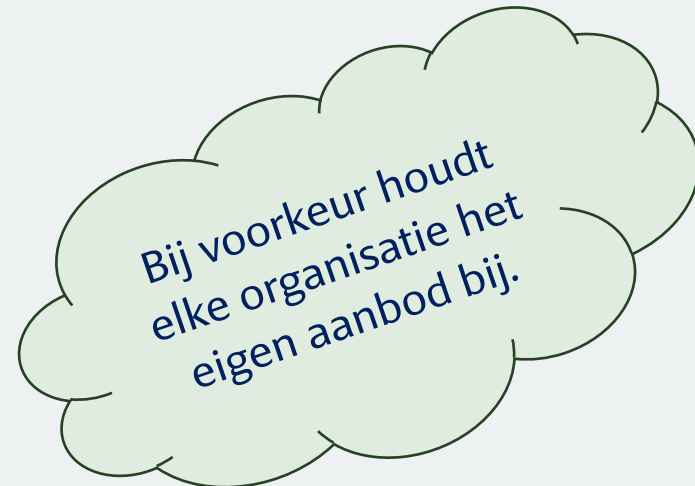 Bij voorkeur houdt
elke organisatie het
eigen aanbod bij.